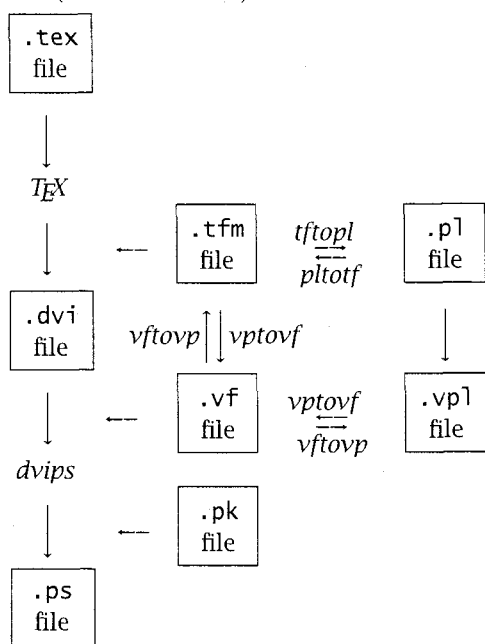 .tex
file
TEX
.tfm
file
tftopl
pltotf
.pl
file
.dvi
file
vftovp
vptovf
.vf
file
vptovf
vftovp
.vpl
file
dvips
.pk
file
.ps
file